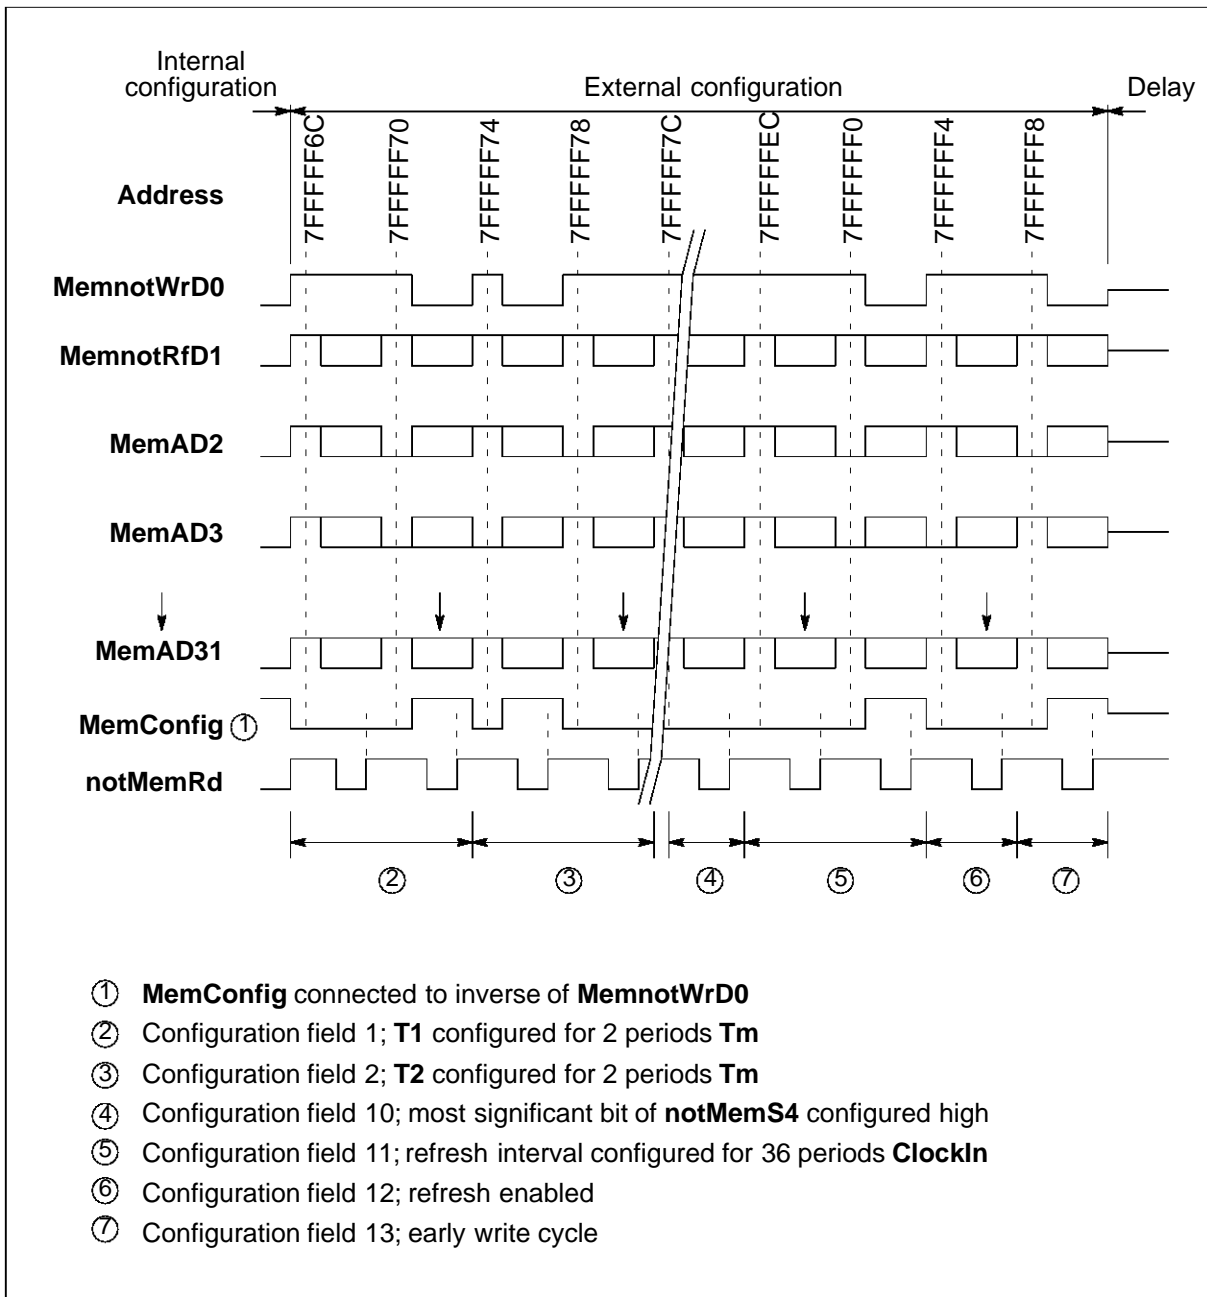 Internal
configuration
External configuration
Delay
Address
7FFFFF6C
7FFFFF70
7FFFFF74
7FFFFF78
7FFFFF7C
7FFFFFEC
7FFFFFF0
7FFFFFF4
7FFFFFF8
MemnotWrD0
MemnotRfD1
MemAD2
MemAD3
MemAD31
MemConfig ①
notMemRd
② ③ ④ ⑤ ⑥ ⑦
① MemConfig connected to inverse of MemnotWrD0
② Configuration field 1; T1 configured for 2 periods Tm
③ Configuration field 2; T2 configured for 2 periods Tm
④ Configuration field 10; most significant bit of notMemS4 configured high
⑤ Configuration field 11; refresh interval configured for 36 periods ClockIn
⑥ Configuration field 12; refresh enabled
⑦ Configuration field 13; early write cycle